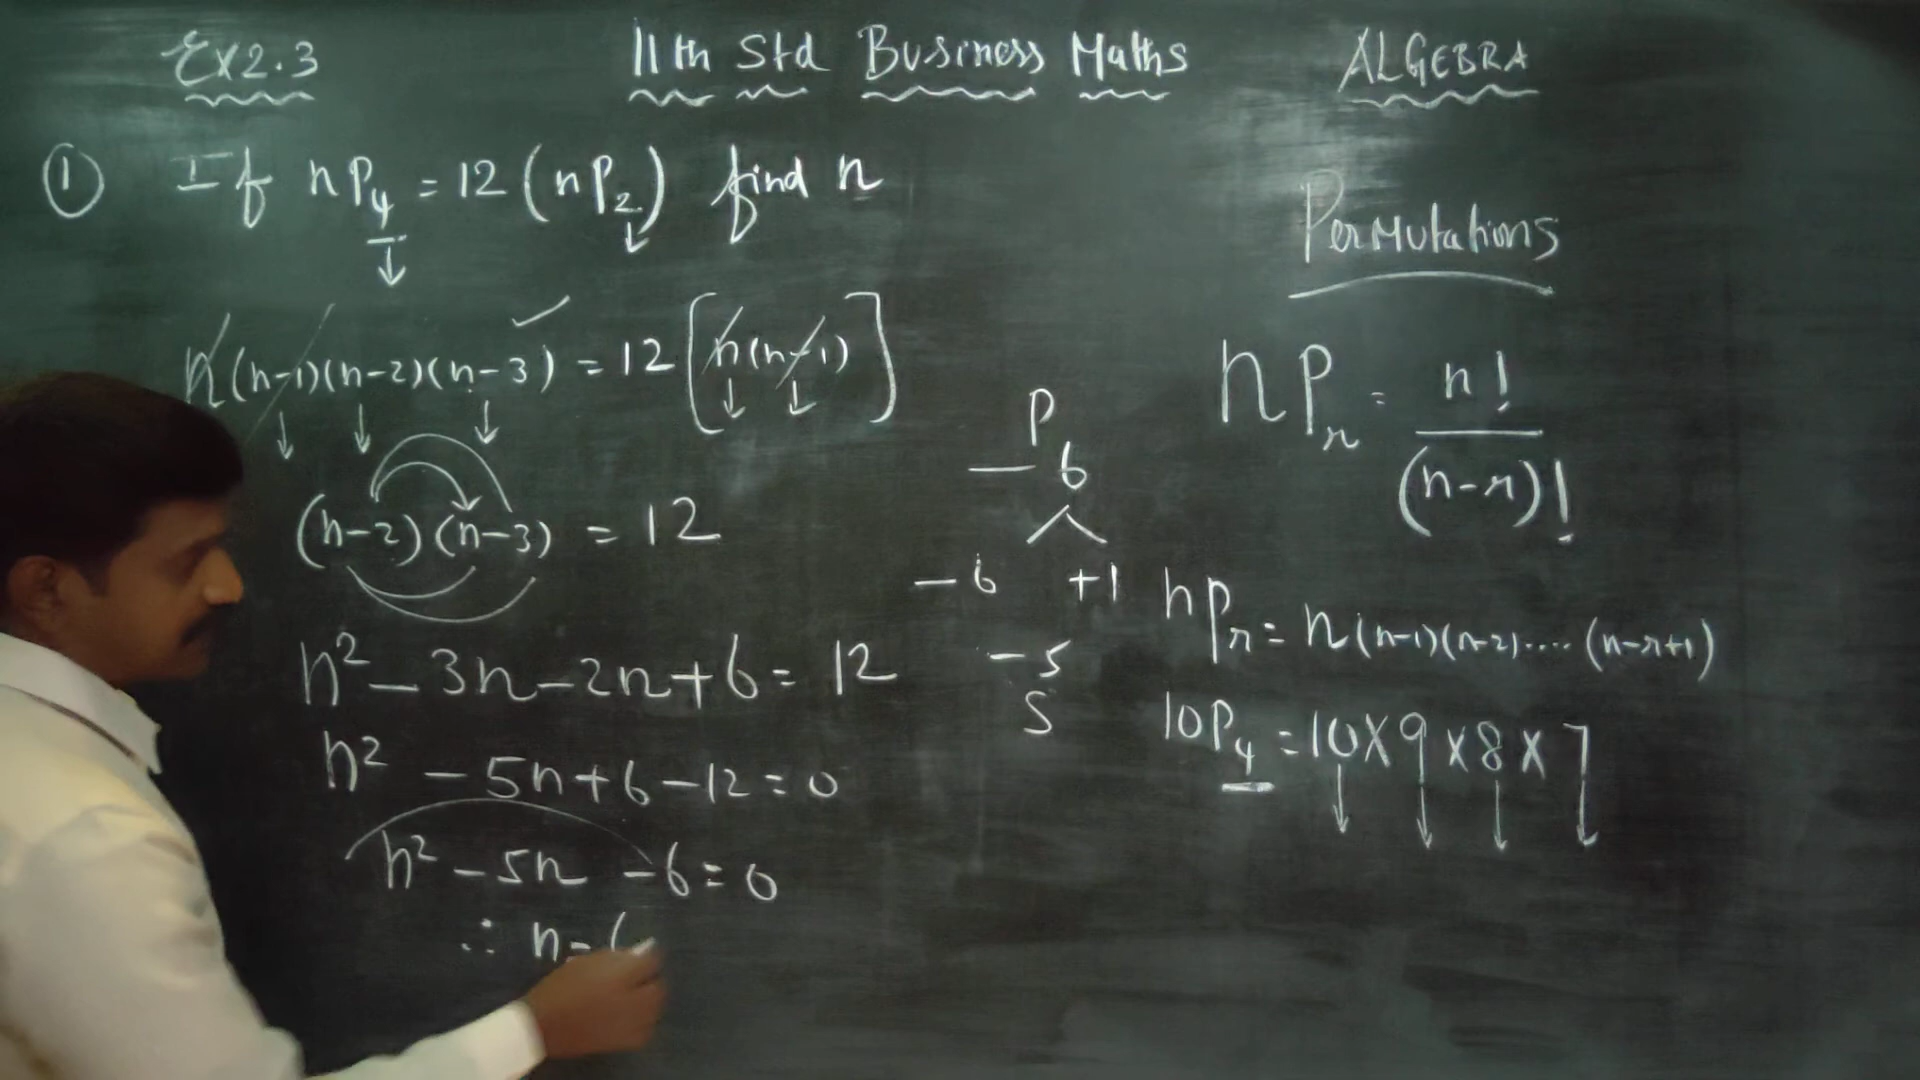 Ex 2.3
11th Std Business Maths
ALGEBRA
① If nP₄ = 12 (nP₂) find n
n(n-1)(n-2)(n-3) = 12 [n(n-1)]
(n-2)(n-3) = 12
n² - 3n - 2n + 6 = 12
n² - 5n + 6 - 12 = 0
n² - 5n - 6 = 0
∴ n = 6
P
- 6
- 6 +1
- 5
S
Permutations
nPr = n! / (n-r)!
nPr = n(n-1)(n-2).... (n-r+1)
10P₄ = 10 × 9 × 8 × 7